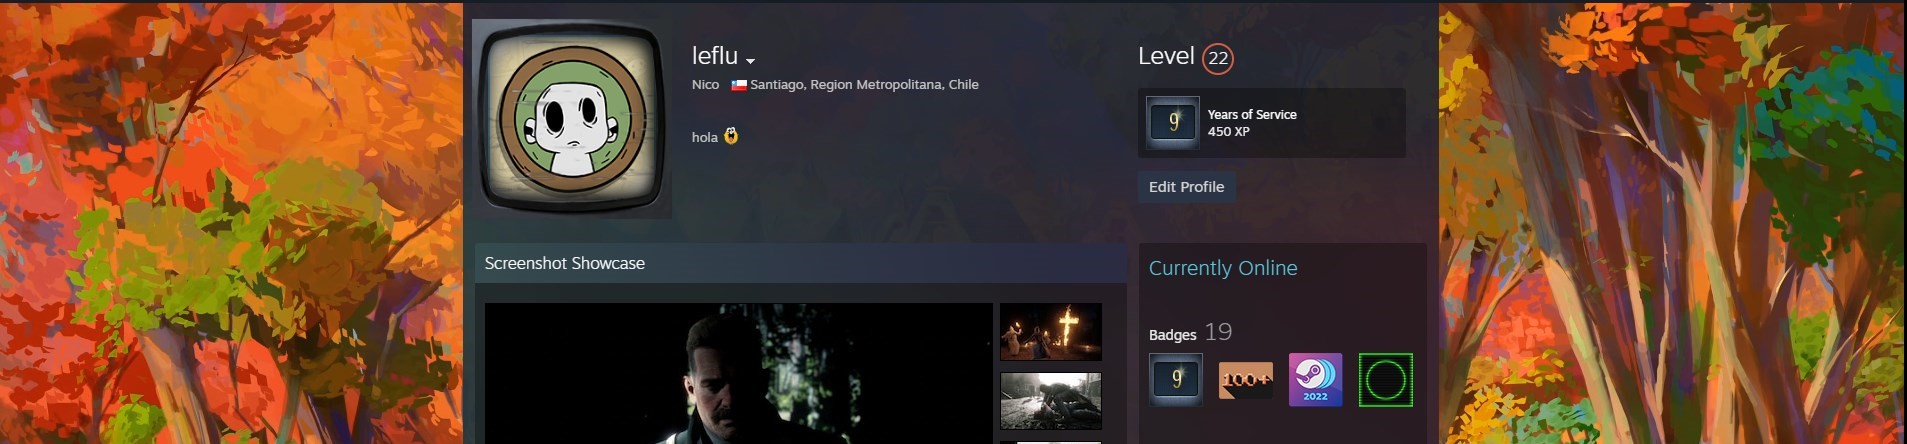 leflu
Nico Santiago, Region Metropolitana, Chile
hola
Level 22
9
Years of Service
450 XP
Edit Profile
Screenshot Showcase
Currently Online
Badges 19
9
100+
2022